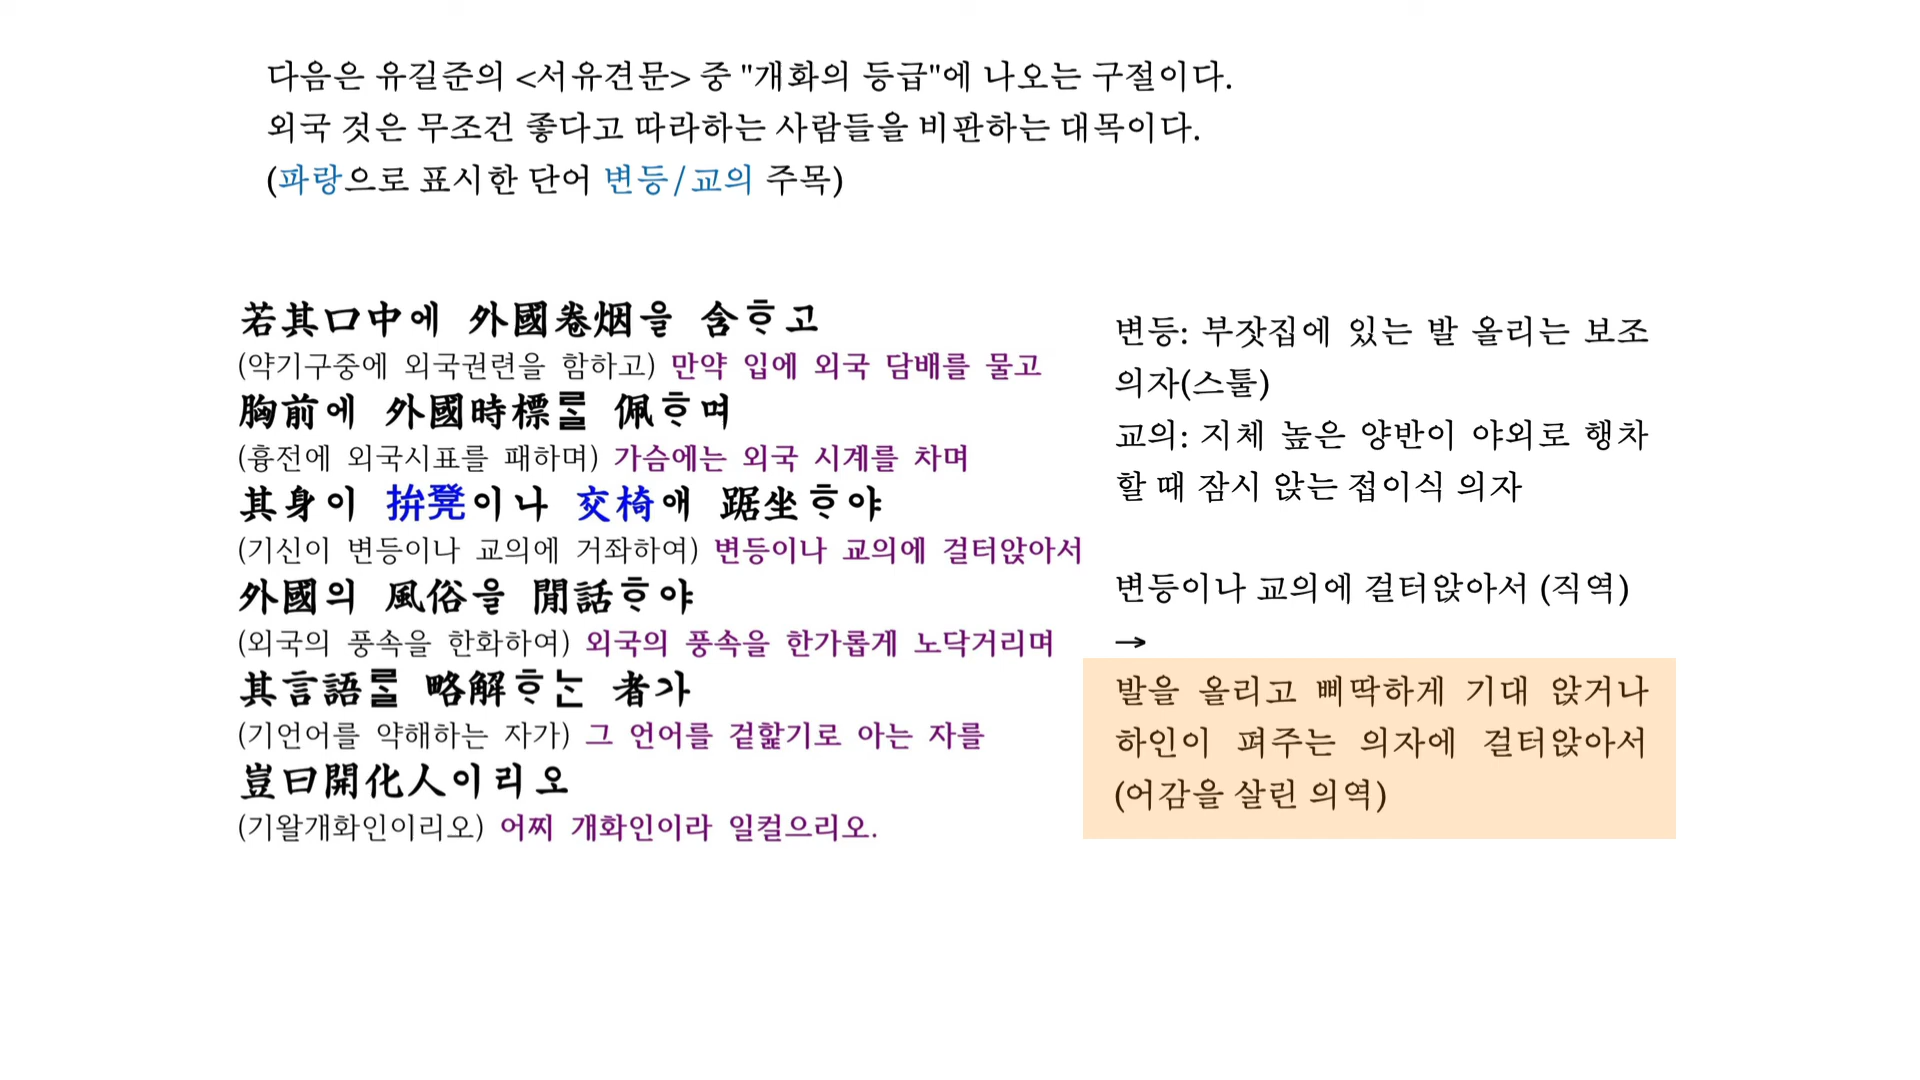 다음은 유길준의 <서유견문> 중 "개화의 등급"에 나오는 구절이다.
외국 것은 무조건 좋다고 따라하는 사람들을 비판하는 대목이다.
(파랑으로 표시한 단어 변등/교의 주목)
若其口中에 外國卷烟을 含ᄒᆞ고
(약기구중에 외국권련을 함하고) 만약 입에 외국 담배를 물고
胸前에 外國時標ᄅᆞᆯ 佩ᄒᆞ며
(흉전에 외국시표를 패하며) 가슴에는 외국 시계를 차며
其身이 拚凳이나 交椅애 踞坐ᄒᆞ야
(기신이 변등이나 교의에 거좌하여) 변등이나 교의에 걸터앉아서
外國의 風俗을 閒話ᄒᆞ야
(외국의 풍속을 한화하여) 외국의 풍속을 한가롭게 노닥거리며
其言語ᄅᆞᆯ 略解ᄒᆞᄂᆞᆫ 者가
(기언어를 약해하는 자가) 그 언어를 겉핥기로 아는 자를
豈曰開化人이리오
(기왈개화인이리오) 어찌 개화인이라 일컬으리오.
변등: 부잣집에 있는 발 올리는 보조
의자(스툴)
교의: 지체 높은 양반이 야외로 행차
할 때 잠시 앉는 접이식 의자
변등이나 교의에 걸터앉아서 (직역)
→
발을 올리고 삐딱하게 기대 앉거나
하인이 펴주는 의자에 걸터앉아서
(어감을 살린 의역)